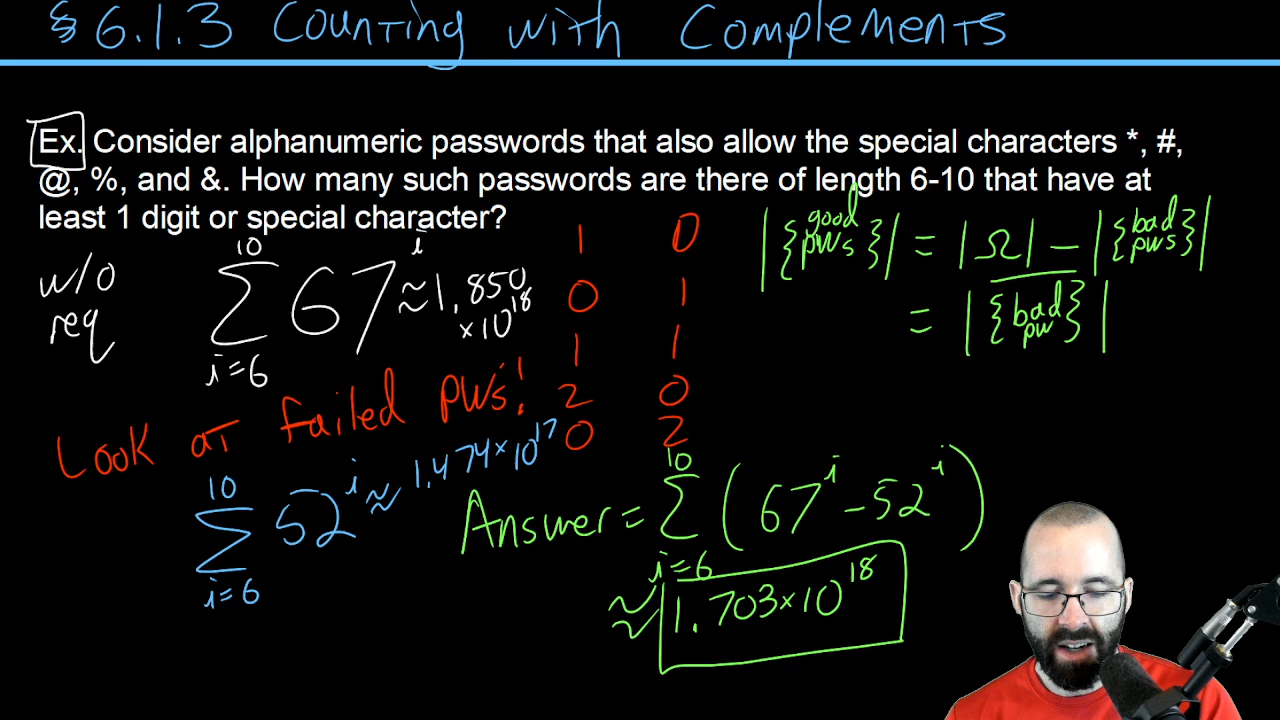 § 6.1.3 Counting with Complements
Ex. Consider alphanumeric passwords that also allow the special characters *, #,
@, %, and &. How many such passwords are there of length 6-10 that have at
least 1 digit or special character?
w/o req
∑_{i=6}^{10} 67^i ≈ 1.850 ×10^18
1 0
0 1
1 1
2 0
0 2
|{good PWs}| = |Ω| − |{bad PWs}|
= |\overline{{bad PW}}|
Look at failed PWs!
∑_{i=6}^{10} 52^i ≈ 1.474×10^17
Answer = ∑_{i=6}^{10} (67^i − 52^i)
≈ 1.703×10^18